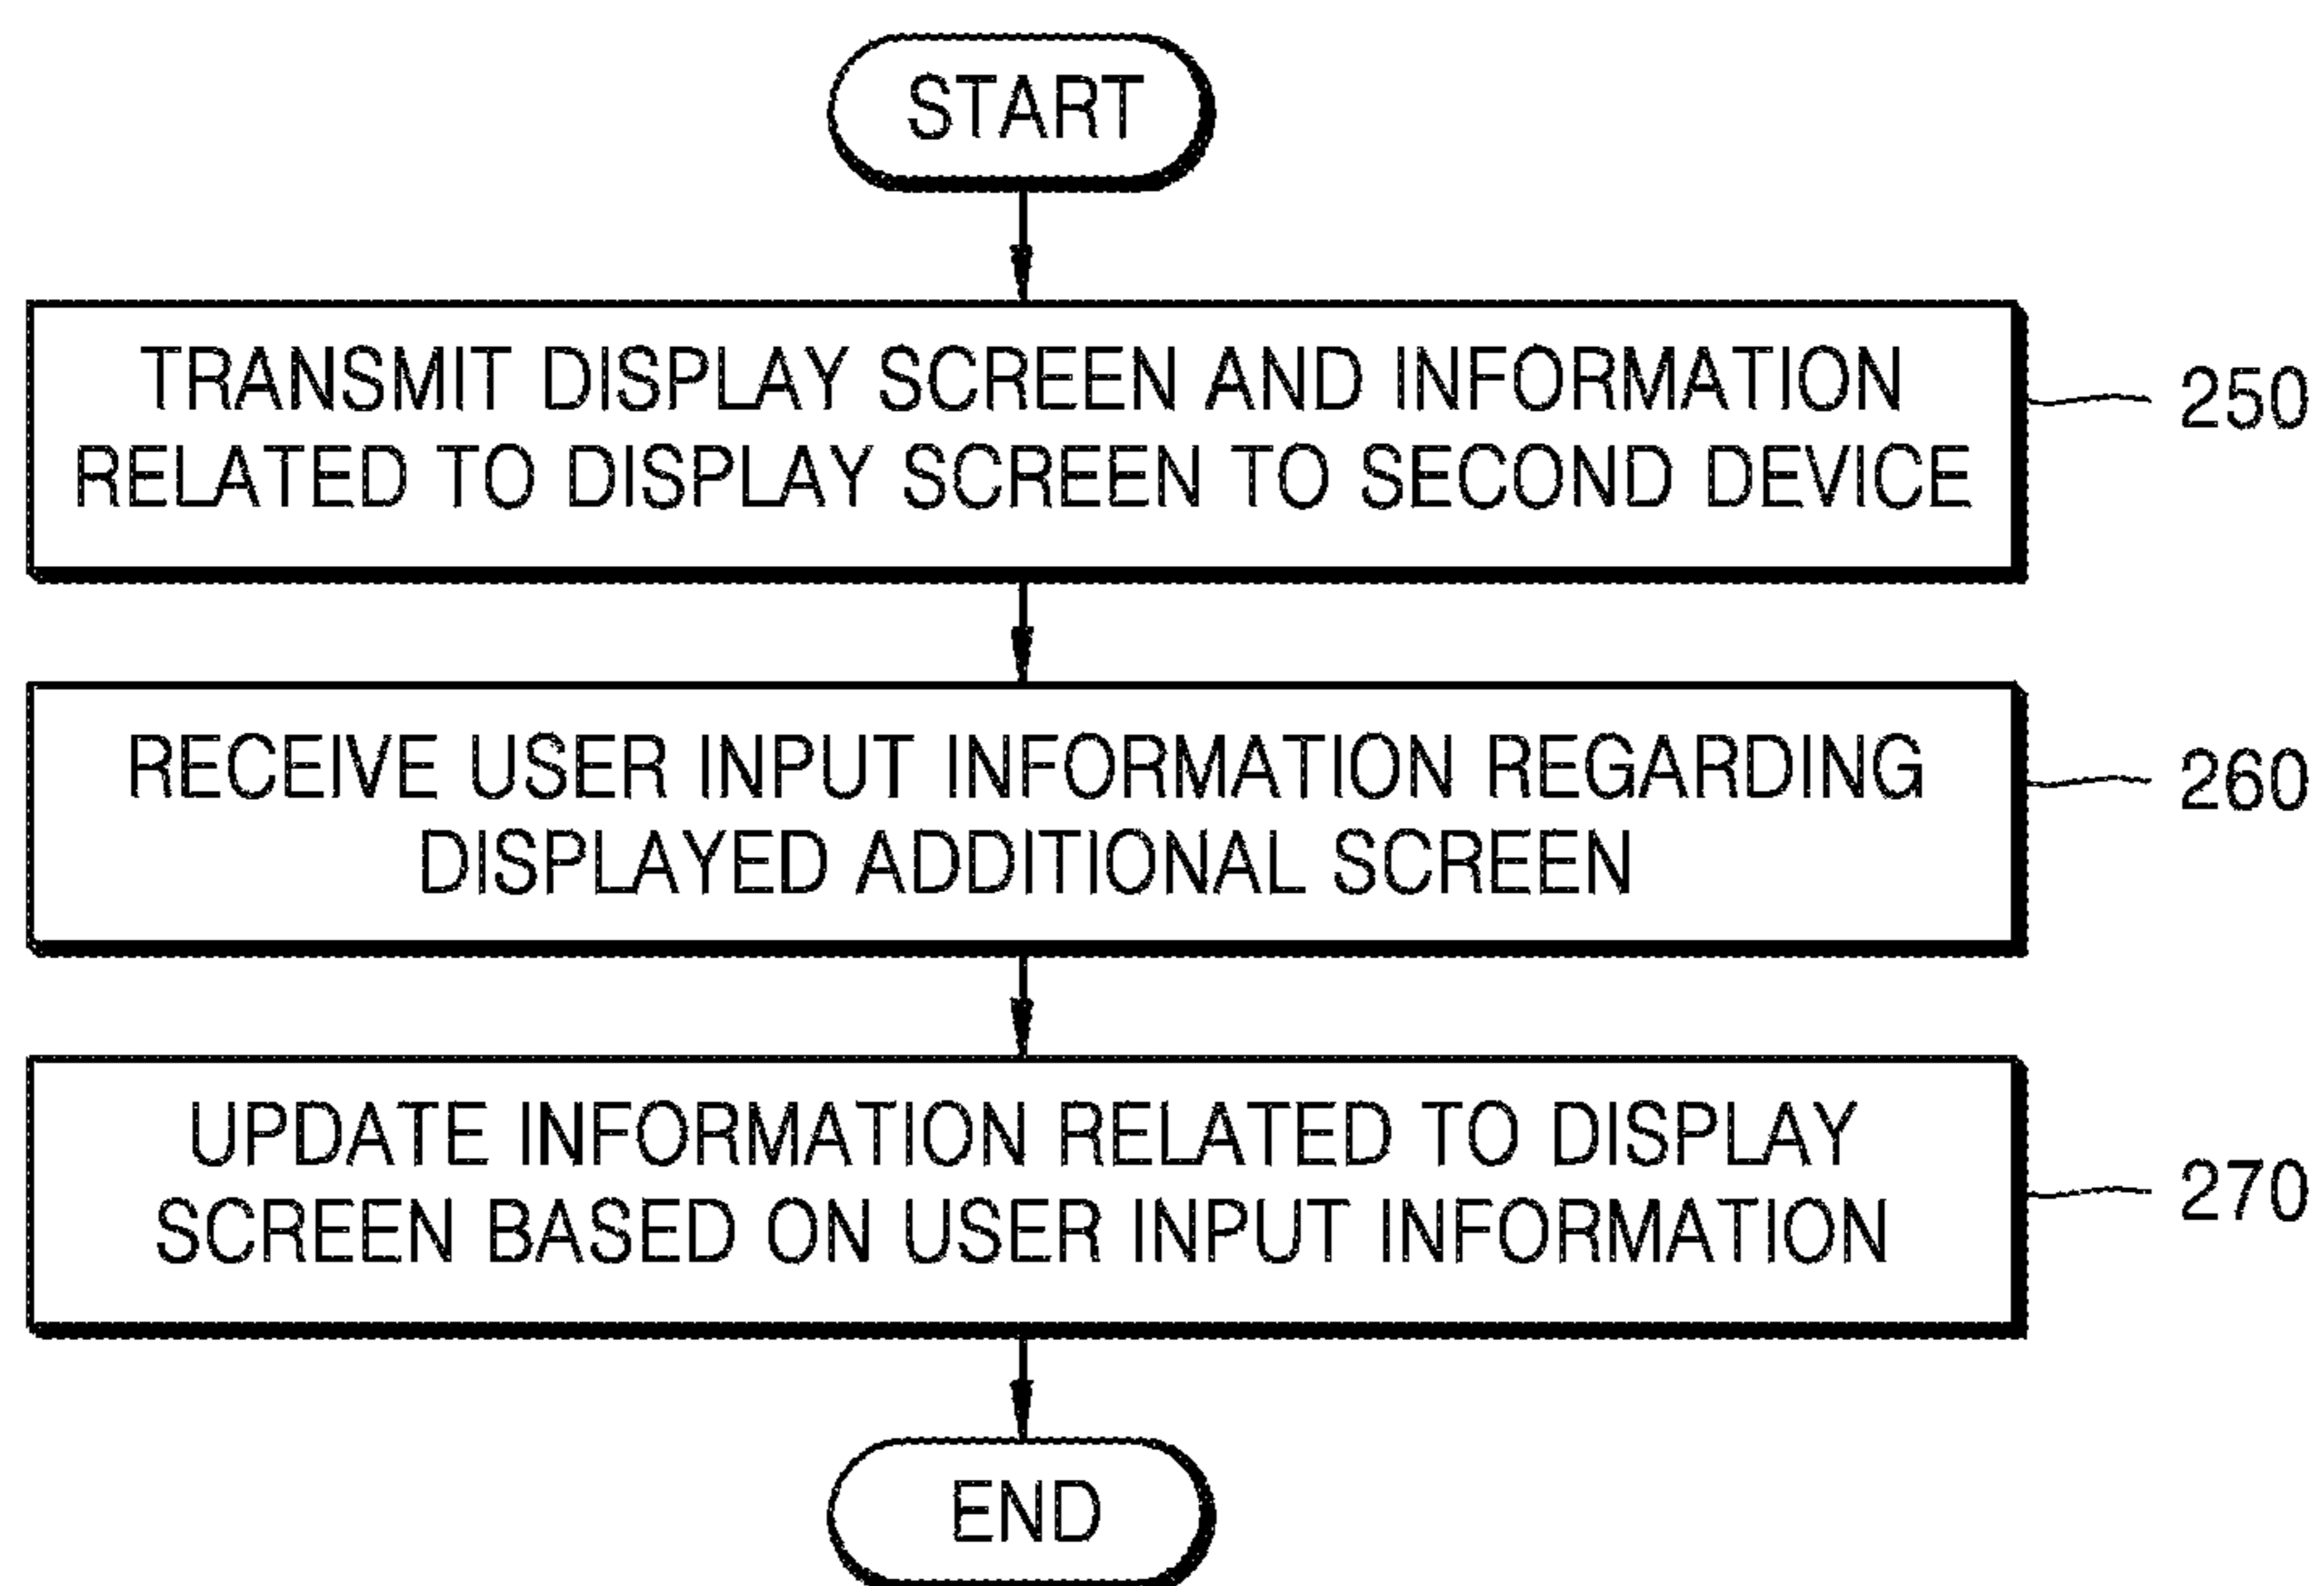 START
TRANSMIT DISPLAY SCREEN AND INFORMATION
RELATED TO DISPLAY SCREEN TO SECOND DEVICE
250
RECEIVE USER INPUT INFORMATION REGARDING
DISPLAYED ADDITIONAL SCREEN
260
UPDATE INFORMATION RELATED TO DISPLAY
SCREEN BASED ON USER INPUT INFORMATION
270
END